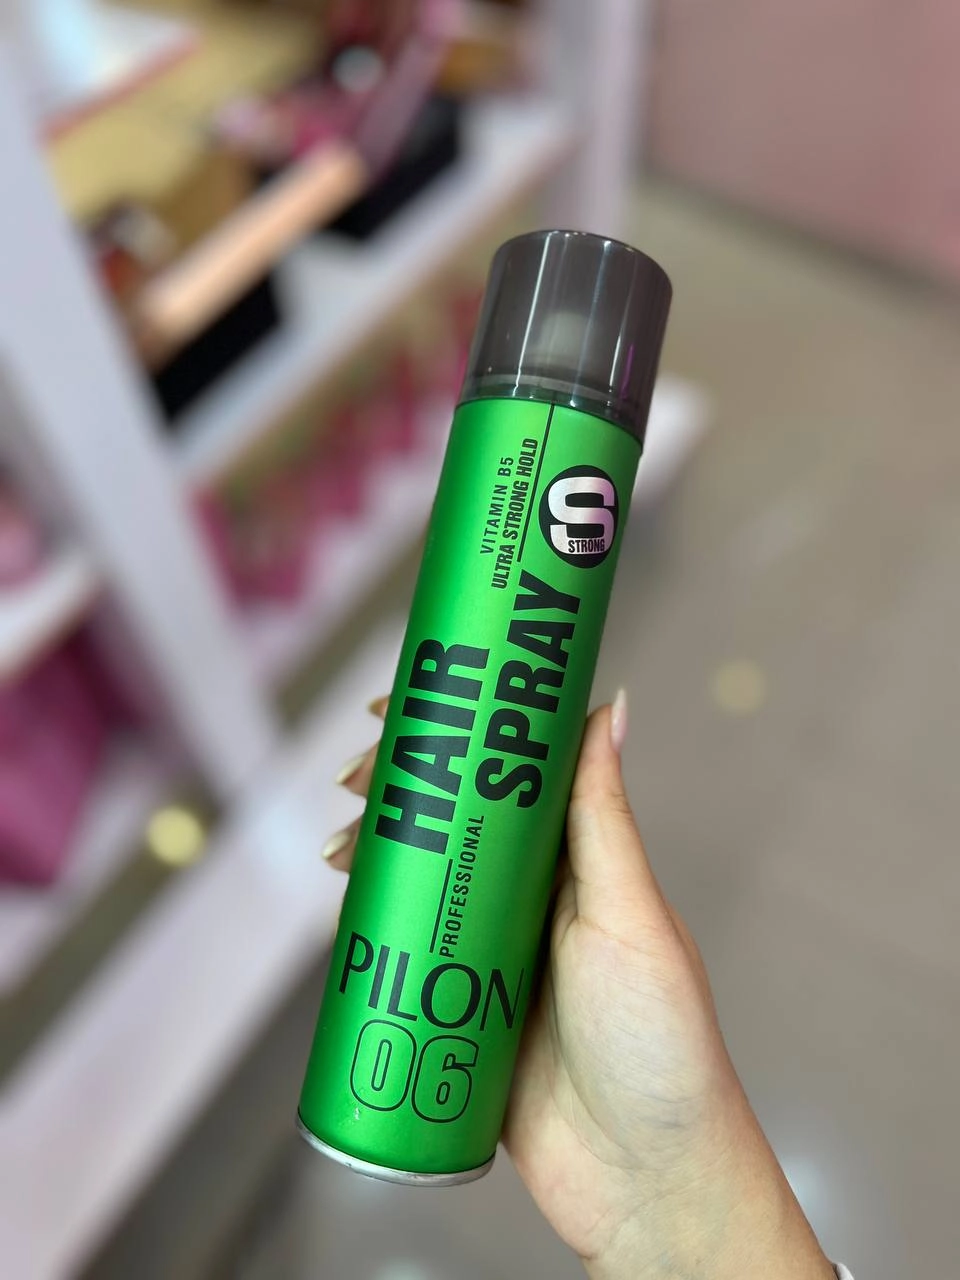 VITAMIN B5
ULTRA STRONG HOLD
S
STRONG
HAIR
SPRAY
PROFESSIONAL
PILON
06